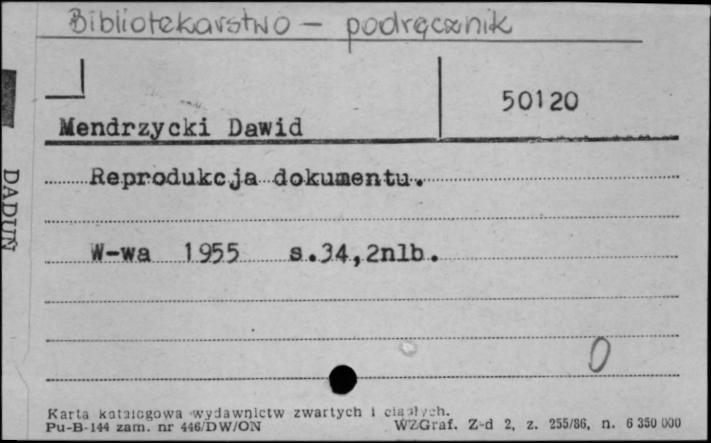 Bibliotekarstwo - podręcznik
50120
Mendrzycki Dawid
Reprodukcja dokumentu.
W-wa 1955 s.34,2nlb.
0
Karta katalogowa wydawnictw zwartych i ciągłych.
Pu-B-144 zam. nr 446/DW/ON WZGraf. Z-d 2, z. 255/86, n. 6 350 000
DADUŃ